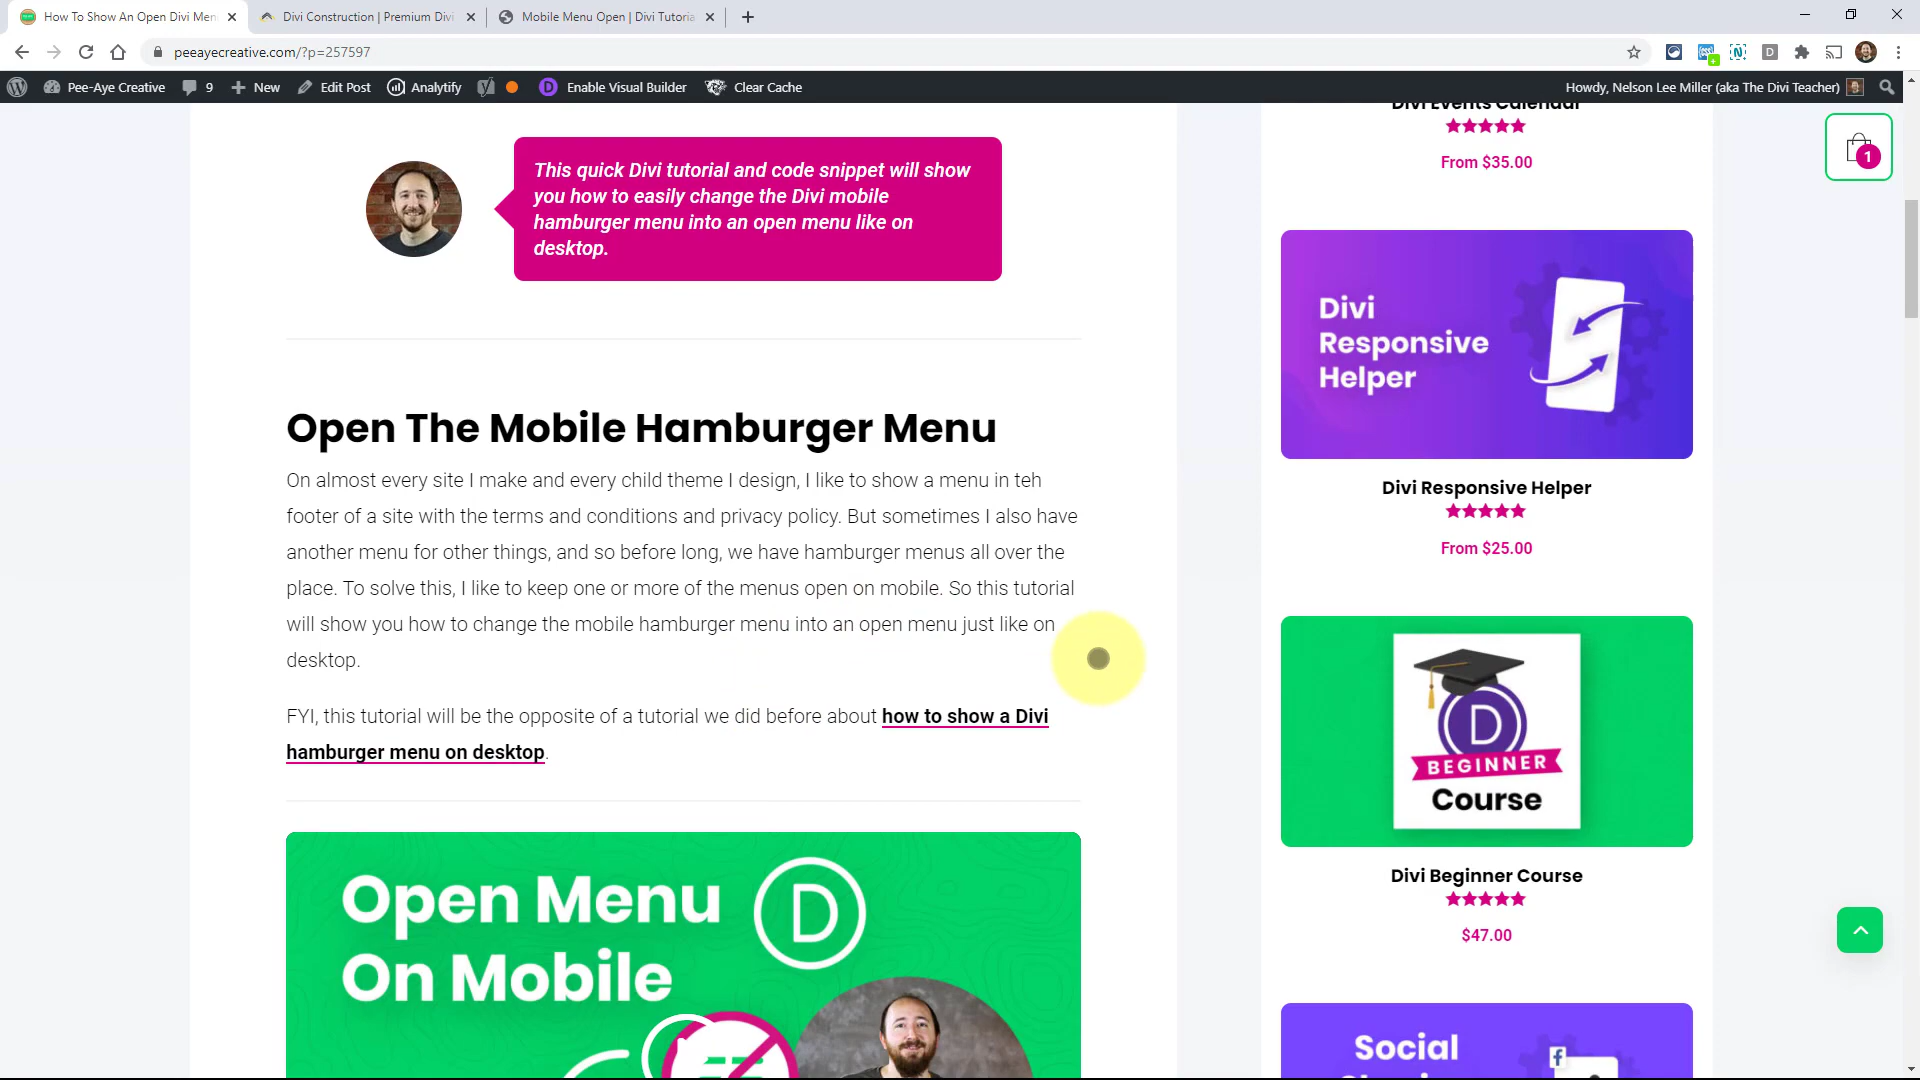 How To Show An Open Divi Men
Divi Construction | Premium Divi
Mobile Menu Open | Divi Tutoria
peeayecreative.com/?p=257597
Pee-Aye Creative
9
New
Edit Post
Analytify
Enable Visual Builder
Clear Cache
Howdy, Nelson Lee Miller (aka The Divi Teacher)
1
This quick Divi tutorial and code snippet will show
you how to easily change the Divi mobile
hamburger menu into an open menu like on
desktop.
Open The Mobile Hamburger Menu
On almost every site I make and every child theme I design, I like to show a menu in teh
footer of a site with the terms and conditions and privacy policy. But sometimes I also have
another menu for other things, and so before long, we have hamburger menus all over the
place. To solve this, I like to keep one or more of the menus open on mobile. So this tutorial
will show you how to change the mobile hamburger menu into an open menu just like on
desktop.
FYI, this tutorial will be the opposite of a tutorial we did before about how to show a Divi
hamburger menu on desktop.
Open Menu
On Mobile
D
Divi Events Calendar
From $35.00
Divi
Responsive
Helper
Divi Responsive Helper
From $25.00
D
BEGINNER
Course
Divi Beginner Course
$47.00
Social